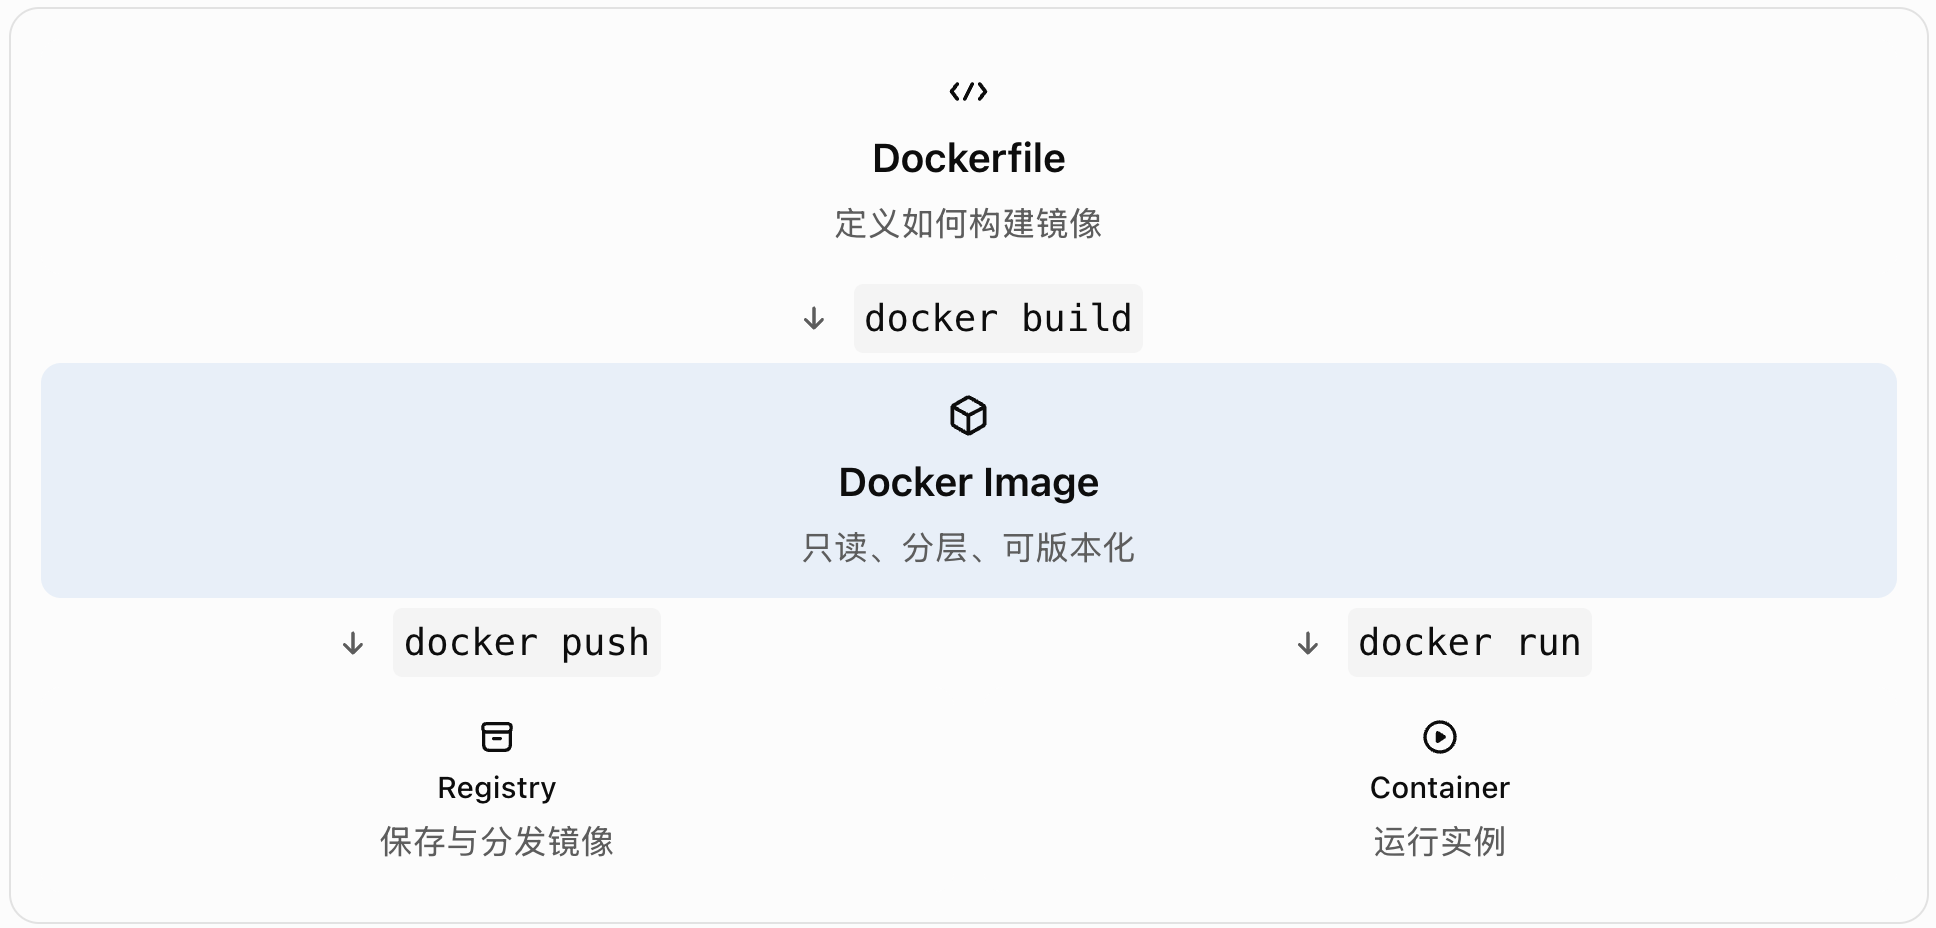 Dockerfile
定义如何构建镜像
↓ docker build
Docker Image
只读、分层、可版本化
↓ docker push
↓ docker run
Registry
保存与分发镜像
Container
运行实例